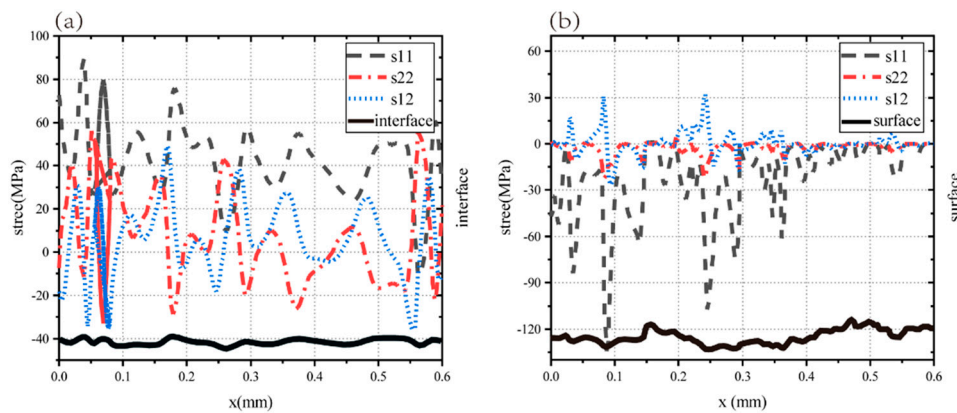 (a)
s11
s22
s12
interface
100
80
60
40
20
0
-20
-40
stree(MPa)
interface
0.0 0.1 0.2 0.3 0.4 0.5 0.6
x(mm)
(b)
s11
s22
s12
surface
60
30
0
-30
-60
-90
-120
stree(MPa)
surface
0.0 0.1 0.2 0.3 0.4 0.5 0.6
x (mm)